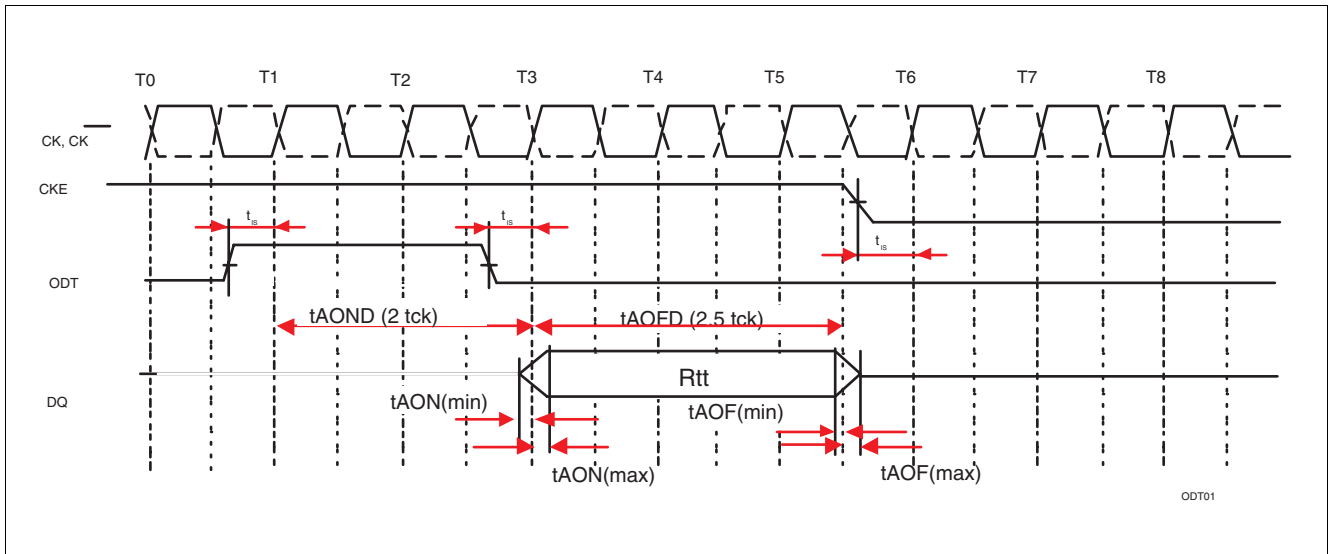 T0 T1 T2 T3 T4 T5 T6 T7 T8
CK, CK
CKE
tIS tIS
tIS
ODT
tAOND (2 tck) tAOFD (2.5 tck)
Rtt
DQ
tAON(min) tAOF(min)
tAON(max) tAOF(max)
ODT01